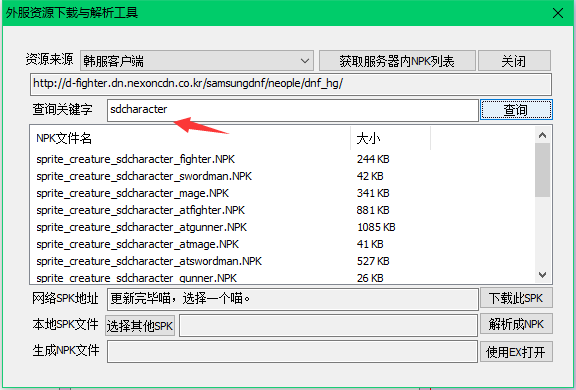 外服资源下载与解析工具
资源来源 韩服客户端 获取服务器内NPK列表 关闭
http://d-fighter.dn.nexoncdn.co.kr/samsungdnf/neople/dnf_hg/
查询关键字 sdcharacter 查询
NPK文件名 大小
sprite_creature_sdcharacter_fighter.NPK 244 KB
sprite_creature_sdcharacter_swordman.NPK 42 KB
sprite_creature_sdcharacter_mage.NPK 341 KB
sprite_creature_sdcharacter_atfighter.NPK 881 KB
sprite_creature_sdcharacter_atgunner.NPK 1085 KB
sprite_creature_sdcharacter_atmage.NPK 41 KB
sprite_creature_sdcharacter_atswordman.NPK 527 KB
sprite_creature_sdcharacter_gunner.NPK 26 KB
网络SPK地址 更新完毕喵，选择一个喵。 下载此SPK
本地SPK文件 选择其他SPK 解析成NPK
生成NPK文件 使用EX打开